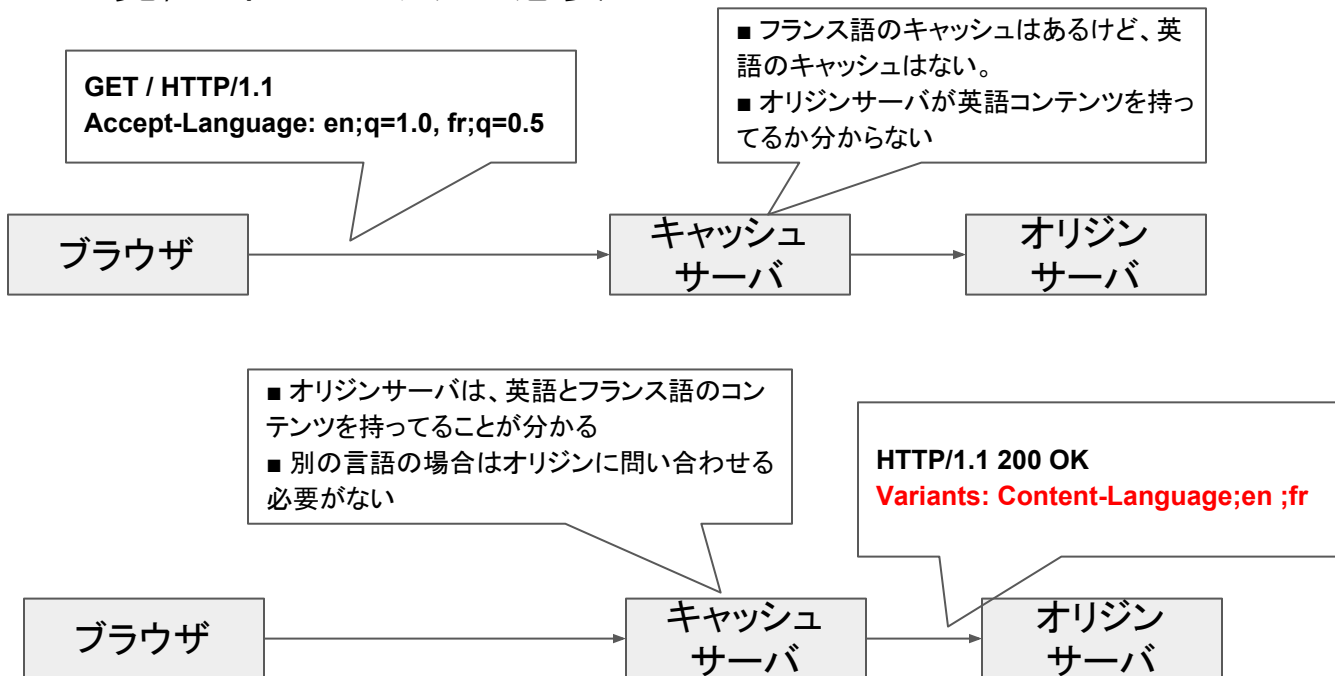 GET / HTTP/1.1
Accept-Language: en;q=1.0, fr;q=0.5
■ フランス語のキャッシュはあるけど、英
語のキャッシュはない。
■ オリジンサーバが英語コンテンツを持っ
てるか分からない
ブラウザ
キャッシュ
サーバ
オリジン
サーバ
■ オリジンサーバは、英語とフランス語のコン
テンツを持ってることが分かる
■ 別の言語の場合はオリジンに問い合わせる
必要がない
HTTP/1.1 200 OK
Variants: Content-Language;en ;fr
ブラウザ
キャッシュ
サーバ
オリジン
サーバ